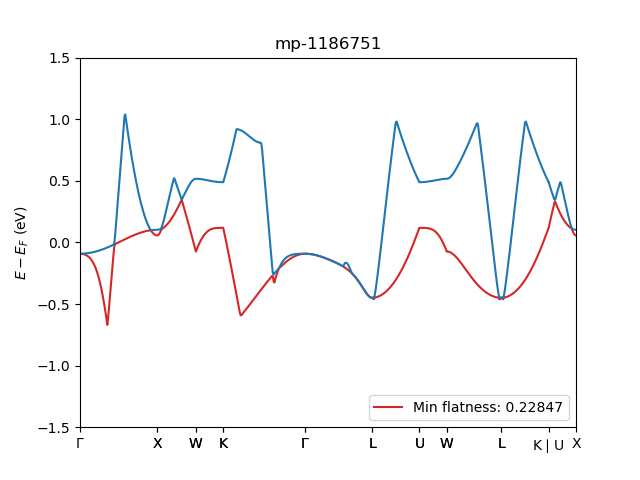 mp-1186751
1.5
1.0
0.5
0.0
−0.5
−1.0
−1.5
E − E_F (eV)
Min flatness: 0.22847
Γ X W K Γ L U W L K | U X